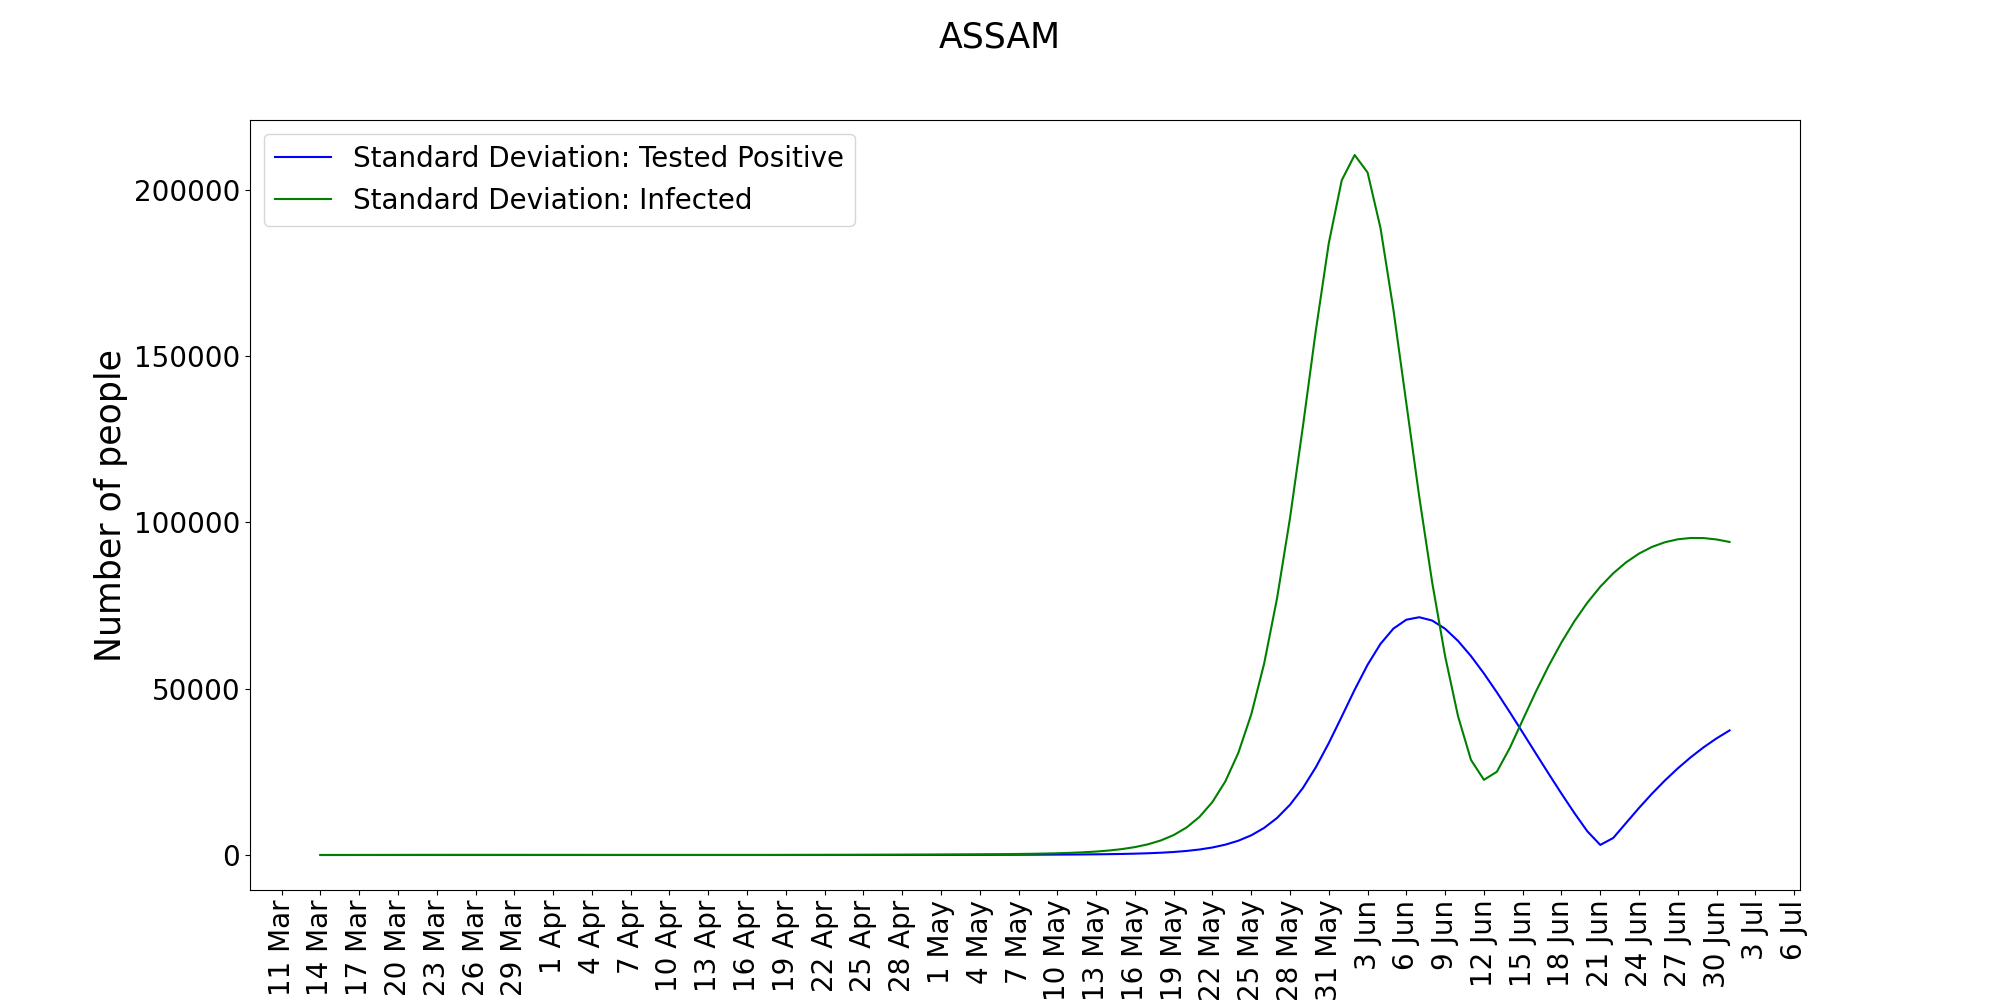 ASSAM
Standard Deviation: Tested Positive
Standard Deviation: Infected
Number of people
200000
150000
100000
50000
0
11 Mar
14 Mar
17 Mar
20 Mar
23 Mar
26 Mar
29 Mar
1 Apr
4 Apr
7 Apr
10 Apr
13 Apr
16 Apr
19 Apr
22 Apr
25 Apr
28 Apr
1 May
4 May
7 May
10 May
13 May
16 May
19 May
22 May
25 May
28 May
31 May
3 Jun
6 Jun
9 Jun
12 Jun
15 Jun
18 Jun
21 Jun
24 Jun
27 Jun
30 Jun
3 Jul
6 Jul